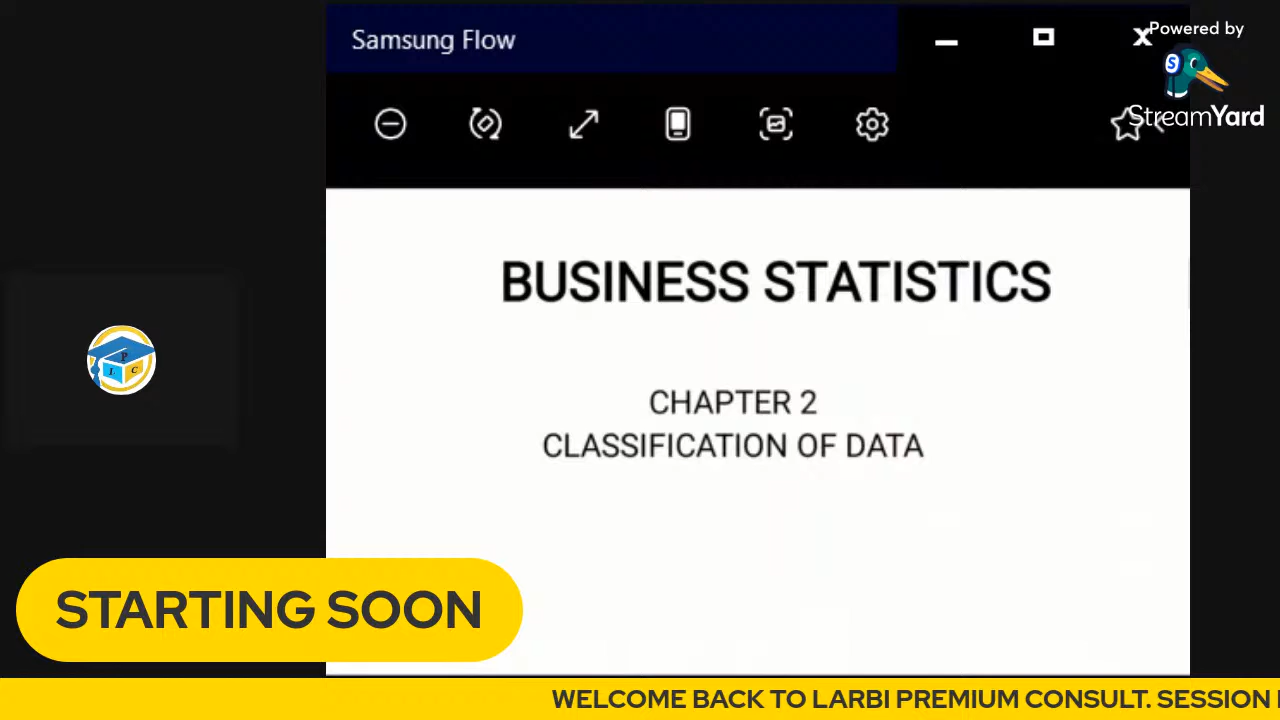 Samsung Flow
Powered by
StreamYard
BUSINESS STATISTICS
CHAPTER 2
CLASSIFICATION OF DATA
P
L C
STARTING SOON
WELCOME BACK TO LARBI PREMIUM CONSULT. SESSION